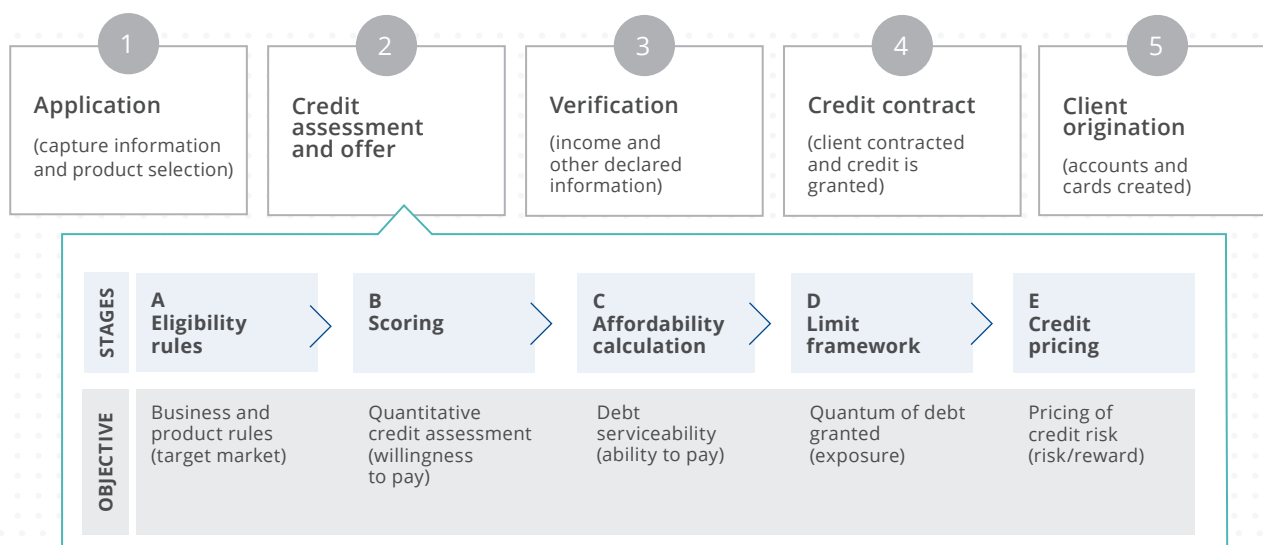 1
Application
(capture information
and product selection)
2
Credit
assessment
and offer
3
Verification
(income and
other declared
information)
4
Credit contract
(client contracted
and credit is
granted)
5
Client
origination
(accounts and
cards created)
STAGES
A
Eligibility
rules
B
Scoring
C
Affordability
calculation
D
Limit
framework
E
Credit
pricing
OBJECTIVE
Business and
product rules
(target market)
Quantitative
credit assessment
(willingness
to pay)
Debt
serviceability
(ability to pay)
Quantum of debt
granted
(exposure)
Pricing of
credit risk
(risk/reward)